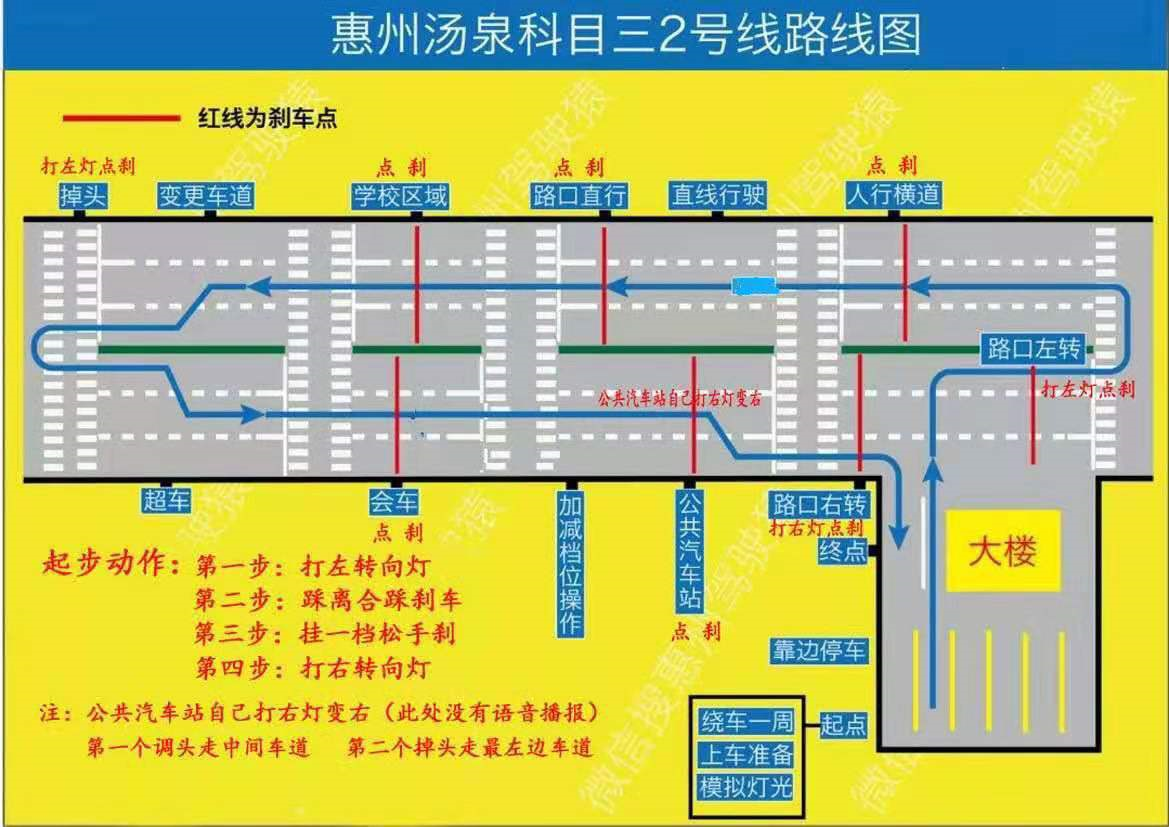 惠州汤泉科目三2号线路线图
红线为刹车点
打左灯点刹
点 刹
点 刹
点 刹
掉头
变更车道
学校区域
路口直行
直线行驶
人行横道
路口左转
打左灯点刹
公共汽车站自己打右灯变右
超车
会车
点 刹
加减档位操作
公共汽车站
点 刹
路口右转
打右灯点刹
终点
大楼
靠边停车
起步动作：第一步：打左转向灯
第二步：踩离合踩刹车
第三步：挂一档松手刹
第四步：打右转向灯
注：公共汽车站自己打右灯变右（此处没有语音播报）
第一个调头走中间车道 第二个掉头走最左边车道
绕车一周
上车准备
模拟灯光
起点
微信搜惠州驾驶猿